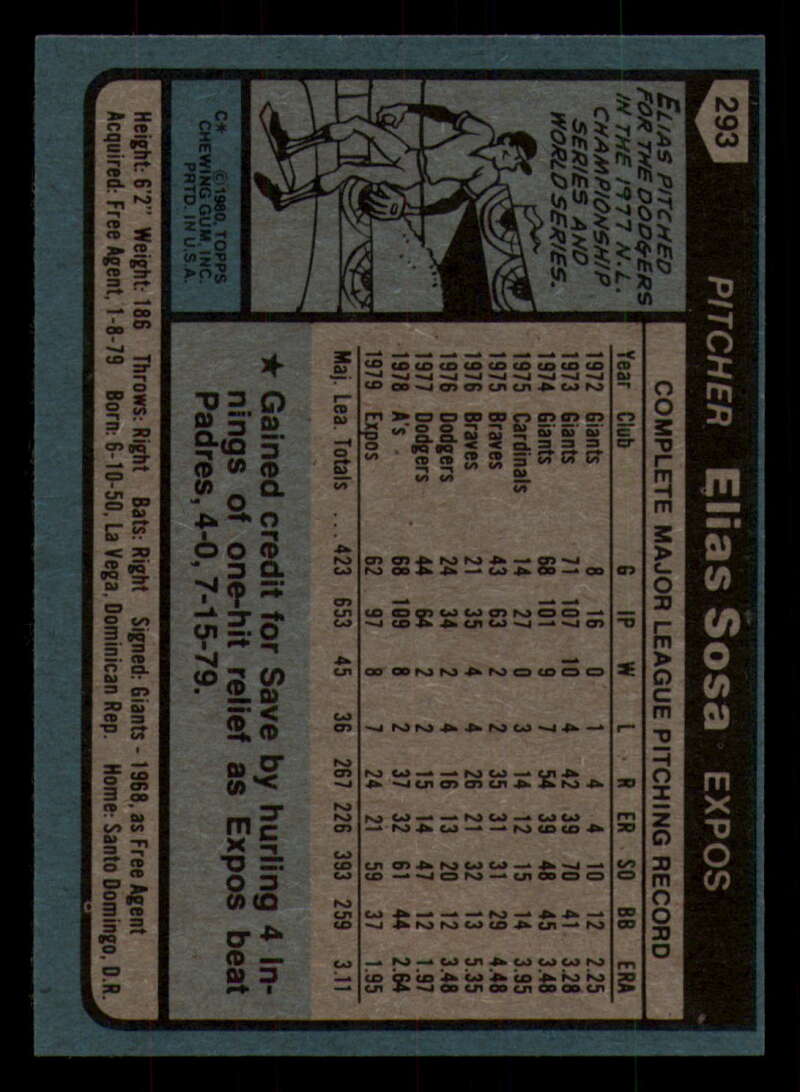 293
PITCHER Elias Sosa EXPOS
ELIAS PITCHED
FOR THE DODGERS
IN THE 1977 N.L.
CHAMPIONSHIP
SERIES AND
WORLD SERIES.
C* ©1980 TOPPS
CHEWING GUM, INC.
PRTD. IN U.S.A.
COMPLETE MAJOR LEAGUE PITCHING RECORD
Year Club G IP W L R ER SO BB ERA
1972 Giants 8 16 0 1 4 4 10 12 2.25
1973 Giants 71 107 10 4 42 39 70 41 3.28
1974 Giants 68 101 9 7 54 39 48 45 3.48
1975 Cardinals 14 27 0 3 14 12 15 14 3.95
1975 Braves 43 63 2 2 35 31 31 29 4.48
1976 Braves 21 35 4 4 26 21 32 13 5.35
1976 Dodgers 24 34 2 4 16 13 20 12 3.48
1977 Dodgers 44 64 2 2 15 14 47 12 1.97
1978 A's 68 109 8 2 37 32 61 44 2.64
1979 Expos 62 97 8 7 24 21 59 37 1.95
Maj. Lea. Totals ... 423 653 45 36 267 226 393 259 3.11
★ Gained credit for Save by hurling 4 In-
nings of one-hit relief as Expos beat
Padres, 4-0, 7-15-79.
Height: 6'2" Weight: 186 Throws: Right Bats: Right Signed: Giants - 1968, as Free Agent
Acquired: Free Agent, 1-8-79 Born: 6-10-50, La Vega, Dominican Rep. Home: Santo Domingo, D.R.